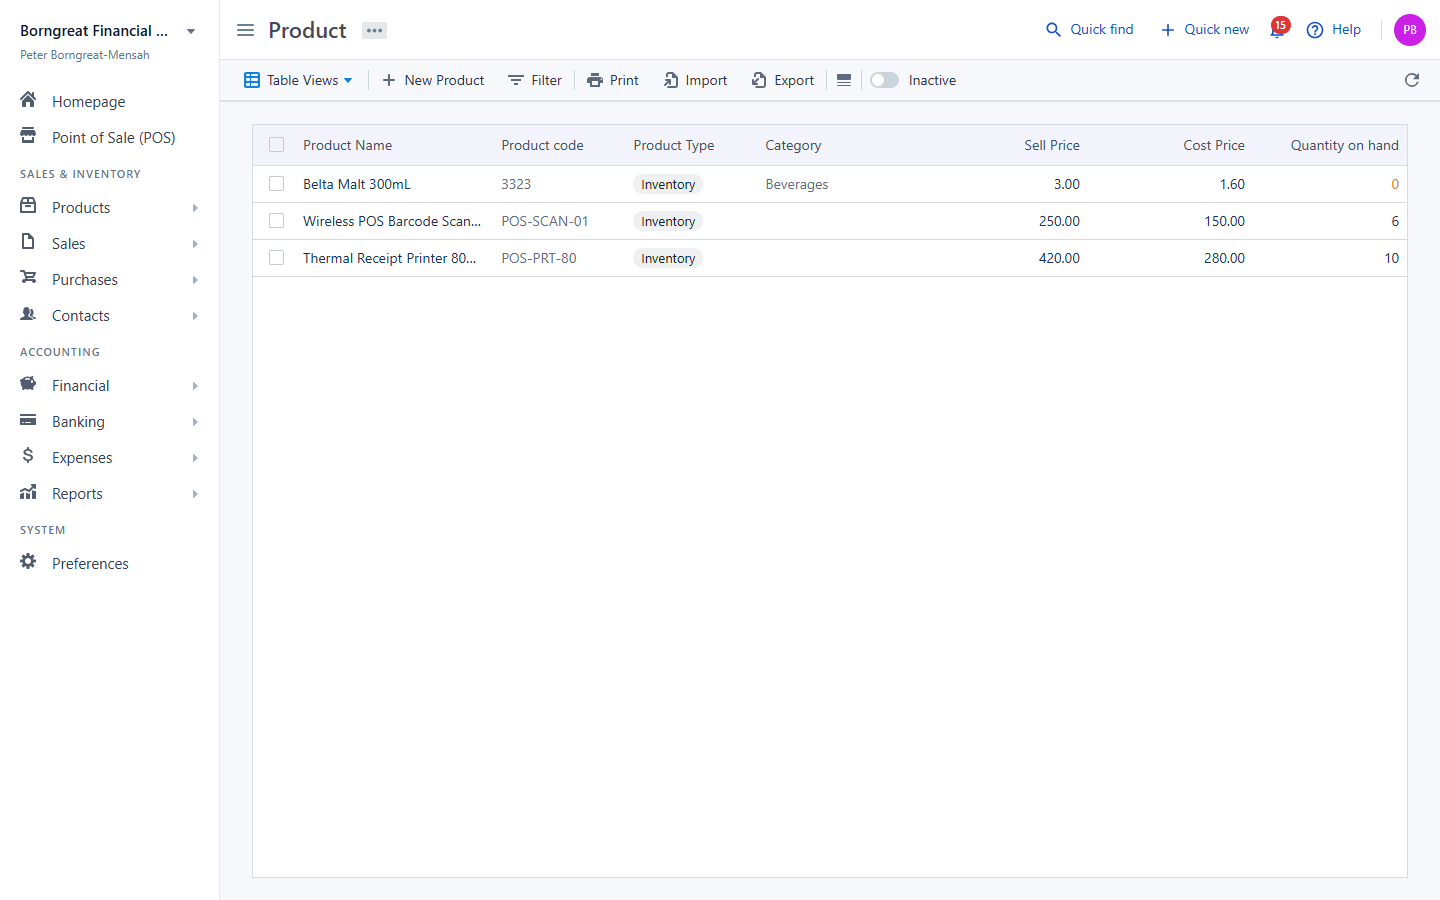 Borngreat Financial ...
Peter Borngreat-Mensah
Homepage
Point of Sale (POS)
SALES & INVENTORY
Products
Sales
Purchases
Contacts
ACCOUNTING
Financial
Banking
Expenses
Reports
SYSTEM
Preferences
Product
Quick find
Quick new
15
Help
PB
Table Views
New Product
Filter
Print
Import
Export
Inactive
Product Name Product code Product Type Category Sell Price Cost Price Quantity on hand
Belta Malt 300mL 3323 Inventory Beverages 3.00 1.60 0
Wireless POS Barcode Scan... POS-SCAN-01 Inventory 250.00 150.00 6
Thermal Receipt Printer 80... POS-PRT-80 Inventory 420.00 280.00 10